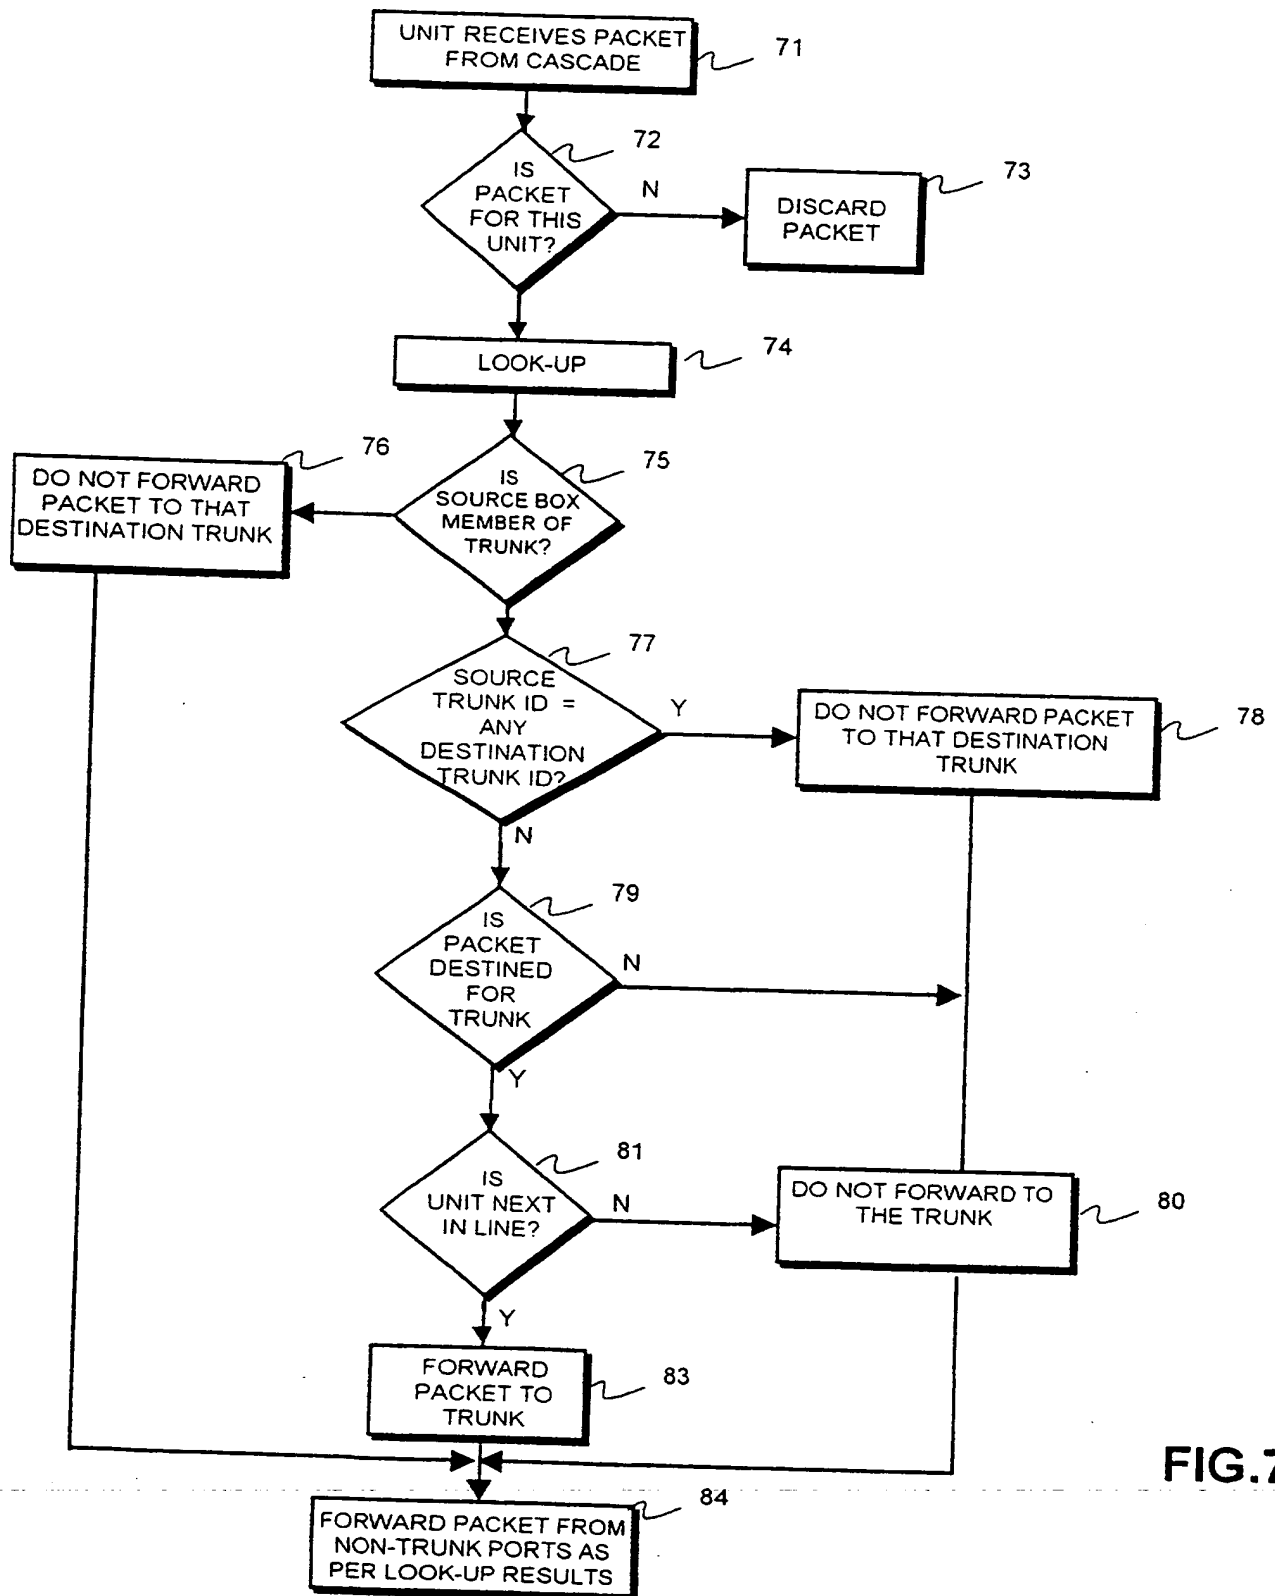 UNIT RECEIVES PACKET
FROM CASCADE
71
72
IS
PACKET
FOR THIS
UNIT?
N
73
DISCARD
PACKET
LOOK-UP
74
76
DO NOT FORWARD
PACKET TO THAT
DESTINATION TRUNK
75
IS
SOURCE BOX
MEMBER OF
TRUNK?
77
SOURCE
TRUNK ID =
ANY
DESTINATION
TRUNK ID?
Y
DO NOT FORWARD PACKET
TO THAT DESTINATION
TRUNK
78
N
79
IS
PACKET
DESTINED
FOR
TRUNK
N
Y
81
IS
UNIT NEXT
IN LINE?
N
DO NOT FORWARD TO
THE TRUNK
80
Y
FORWARD
PACKET TO
TRUNK
83
FIG.7
84
FORWARD PACKET FROM
NON-TRUNK PORTS AS
PER LOOK-UP RESULTS